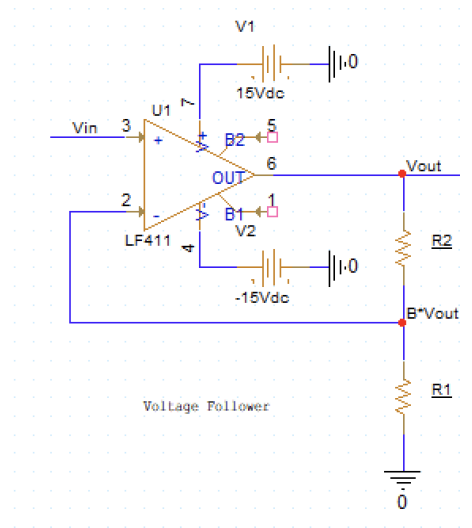 V1
0
15Vdc
7
U1
Vin
3
+
V+
B2
5
2
-
OUT
6
Vout
V-
B1
1
LF411
V2
4
0
-15Vdc
R2
B*Vout
R1
Voltage Follower
0